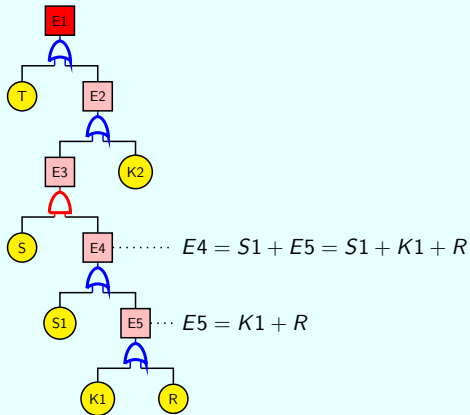 E1
T
E2
E3
K2
S
E4
E4 = S1 + E5 = S1 + K1 + R
S1
E5
E5 = K1 + R
K1
R